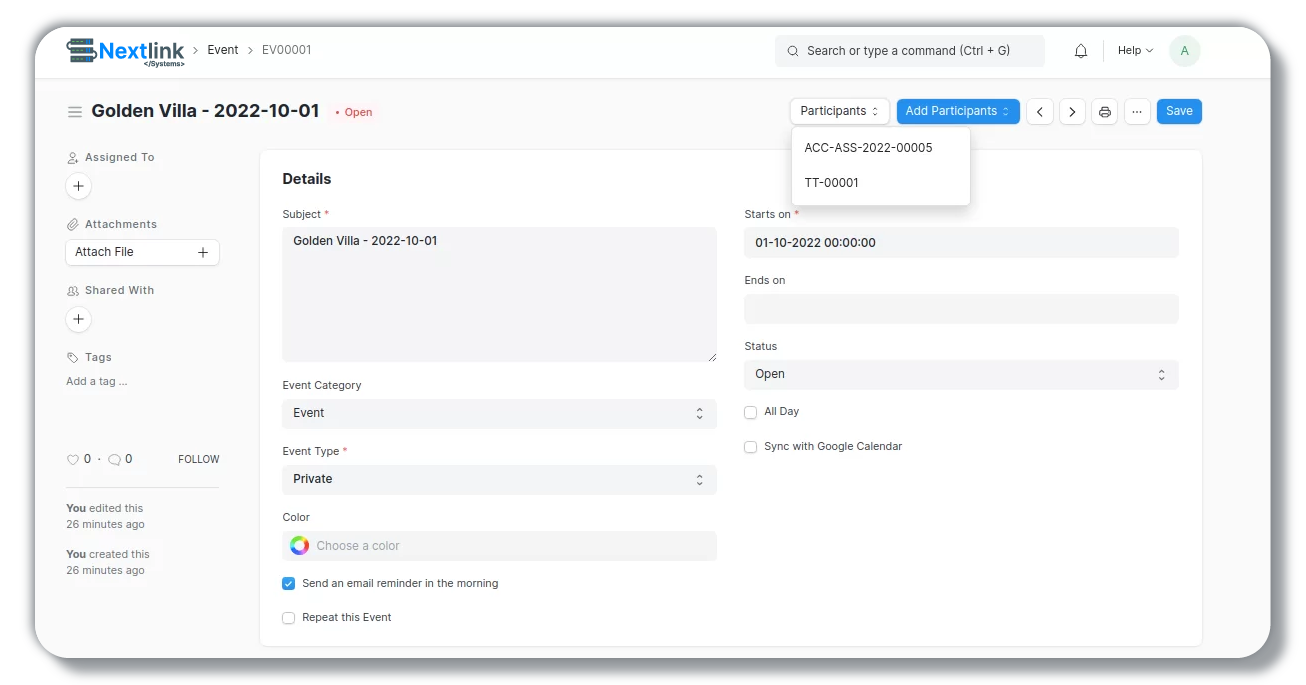 Nextlink
</Systems>
Event
EV00001
Search or type a command (Ctrl + G)
Help
A
Golden Villa - 2022-10-01
• Open
Participants
Add Participants
...
Save
ACC-ASS-2022-00005
TT-00001
Assigned To
+
Attachments
Attach File +
Shared With
+
Tags
Add a tag ...
0 · 0 FOLLOW
You edited this
26 minutes ago
You created this
26 minutes ago
Details
Subject *
Golden Villa - 2022-10-01
Event Category
Event
Event Type *
Private
Color
Choose a color
Send an email reminder in the morning
Repeat this Event
Starts on *
01-10-2022 00:00:00
Ends on
Status
Open
All Day
Sync with Google Calendar